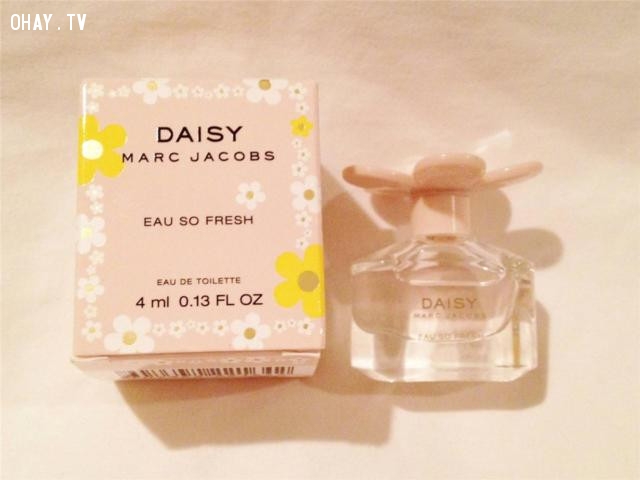 OHAY.TV
DAISY
MARC JACOBS
EAU SO FRESH
EAU DE TOILETTE
4 ml 0.13 FL OZ
DAISY
MARC JACOBS
EAU SO FRESH